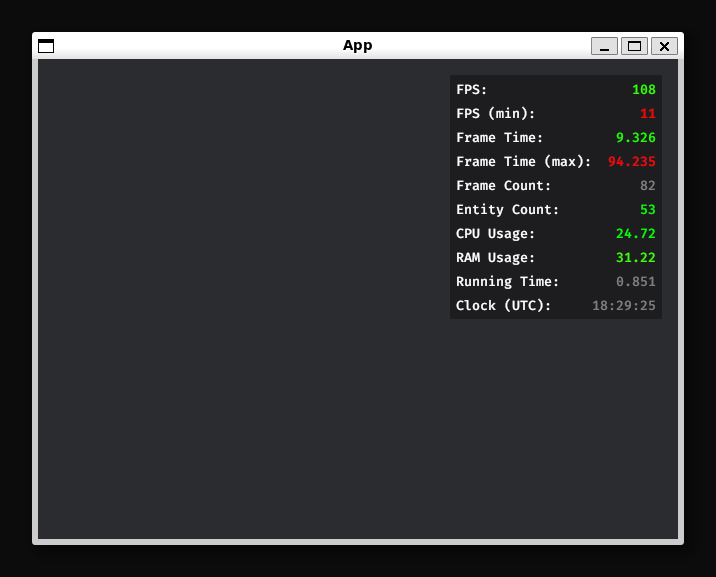 App
FPS: 108
FPS (min): 11
Frame Time: 9.326
Frame Time (max): 94.235
Frame Count: 82
Entity Count: 53
CPU Usage: 24.72
RAM Usage: 31.22
Running Time: 0.851
Clock (UTC): 18:29:25